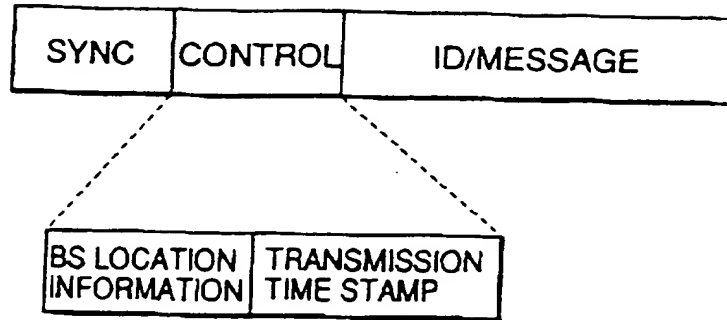 SYNC CONTROL ID/MESSAGE
BS LOCATION TRANSMISSION
INFORMATION TIME STAMP